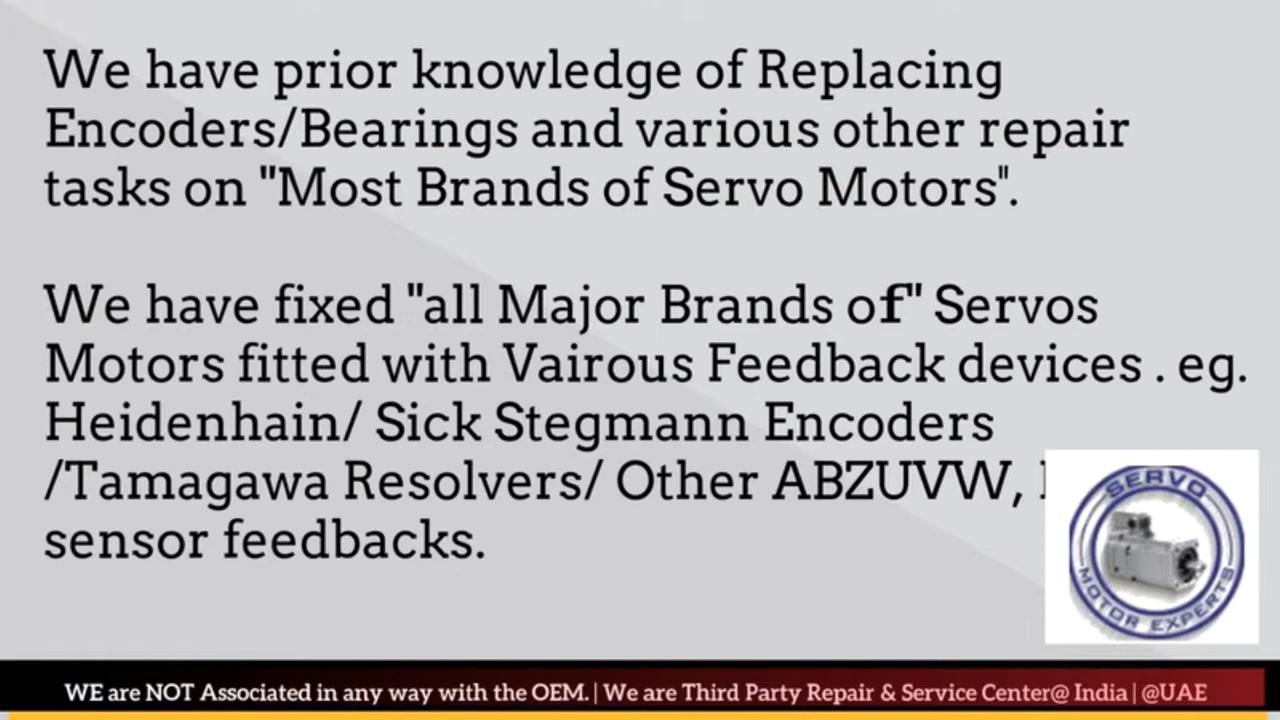 We have prior knowledge of Replacing
Encoders/Bearings and various other repair
tasks on "Most Brands of Servo Motors".
We have fixed "all Major Brands of" Servos
Motors fitted with Vairous Feedback devices . eg.
Heidenhain/ Sick Stegmann Encoders
/Tamagawa Resolvers/ Other ABZUVW,
sensor feedbacks.
SERVO
MOTOR EXPERTS
WE are NOT Associated in any way with the OEM. | We are Third Party Repair & Service Center@ India | @UAE